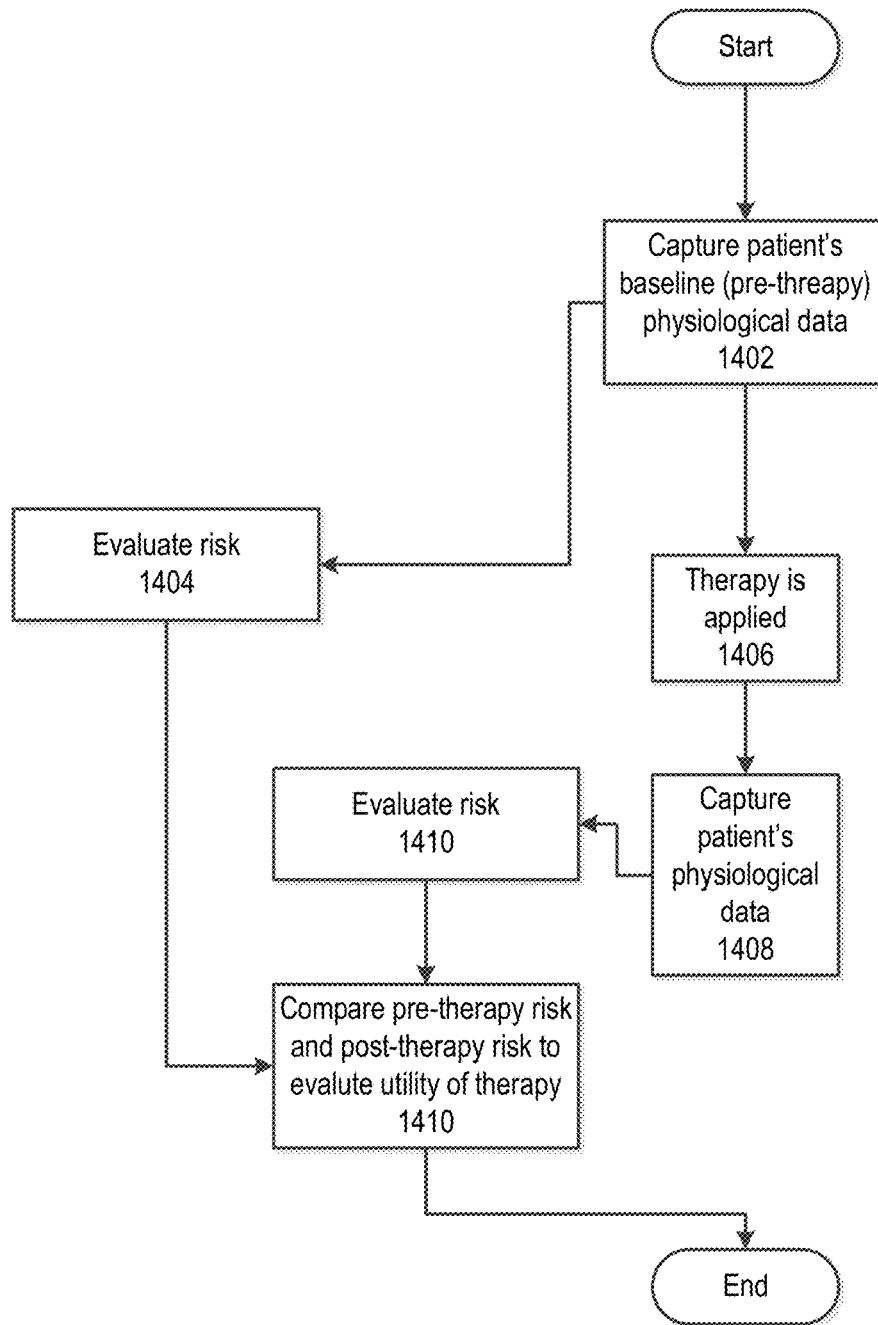 Start
Capture patient's
baseline (pre-threapy)
physiological data
1402
Evaluate risk
1404
Therapy is
applied
1406
Capture
patient's
physiological
data
1408
Evaluate risk
1410
Compare pre-therapy risk
and post-therapy risk to
evalute utility of therapy
1410
End